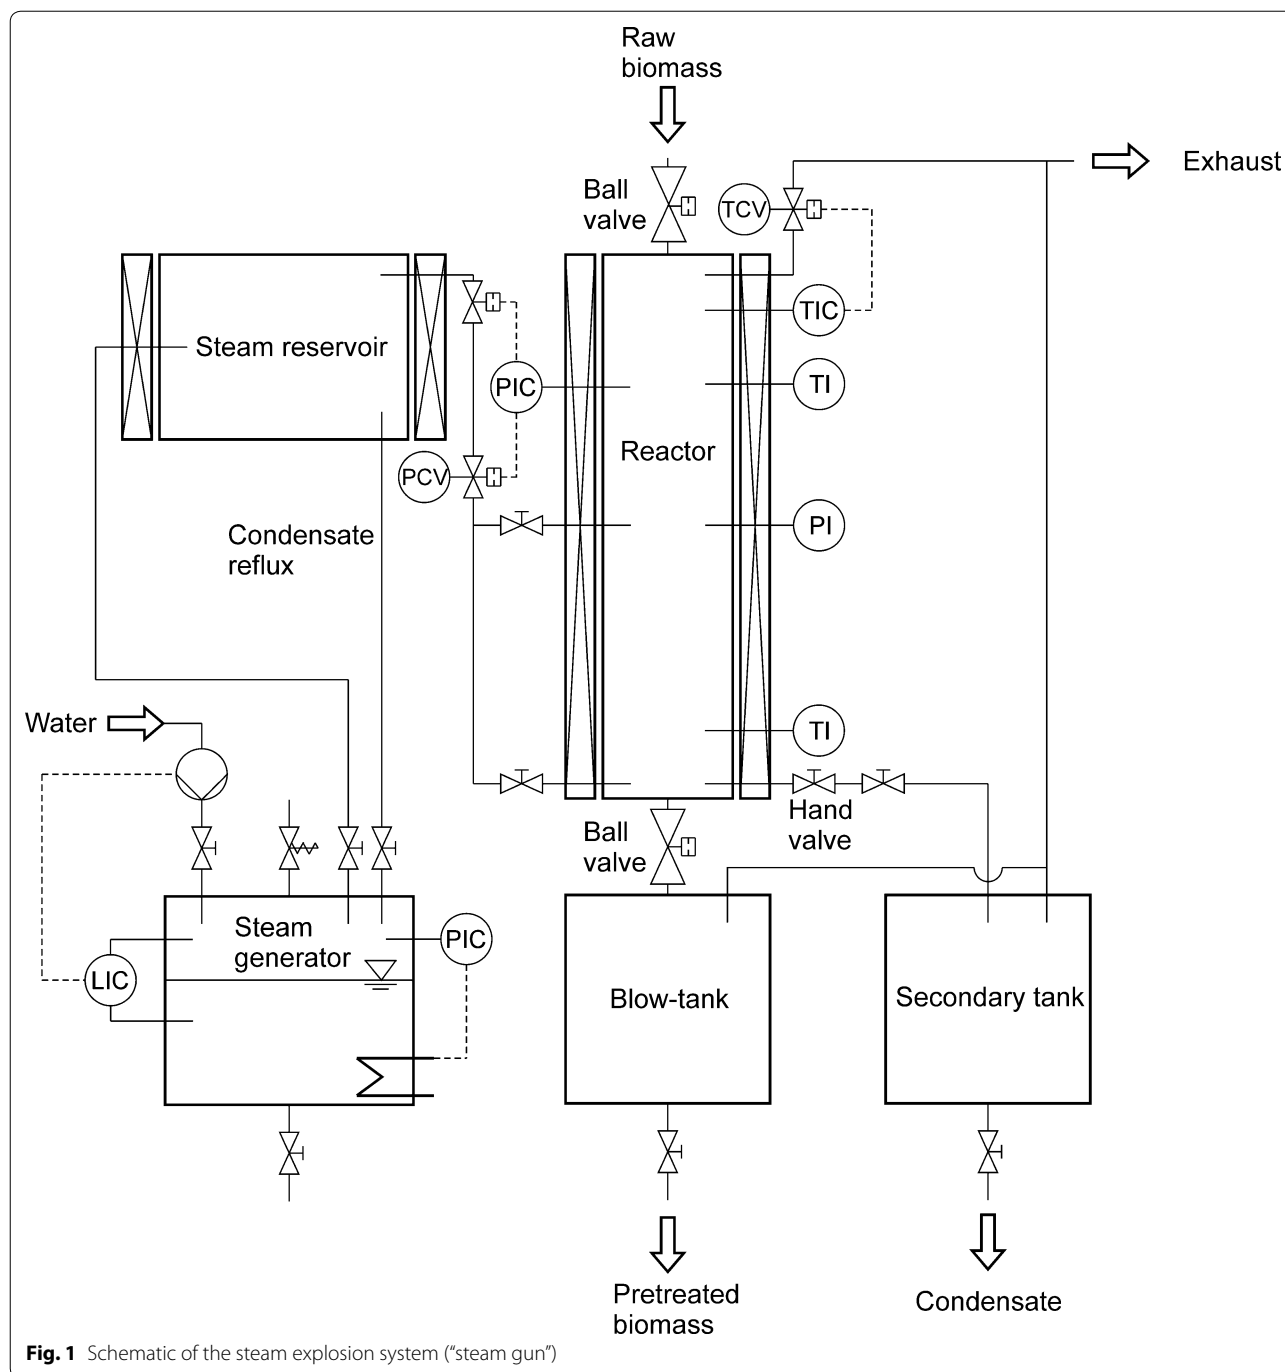 Raw
biomass
Exhaust
Ball
valve
TCV
TIC
Steam reservoir
PIC
TI
Reactor
PCV
PI
Condensate
reflux
Water
TI
Hand
valve
Ball
valve
Steam
generator
PIC
LIC
Blow-tank
Secondary tank
Pretreated
biomass
Condensate
Fig. 1 Schematic of the steam explosion system (“steam gun”)